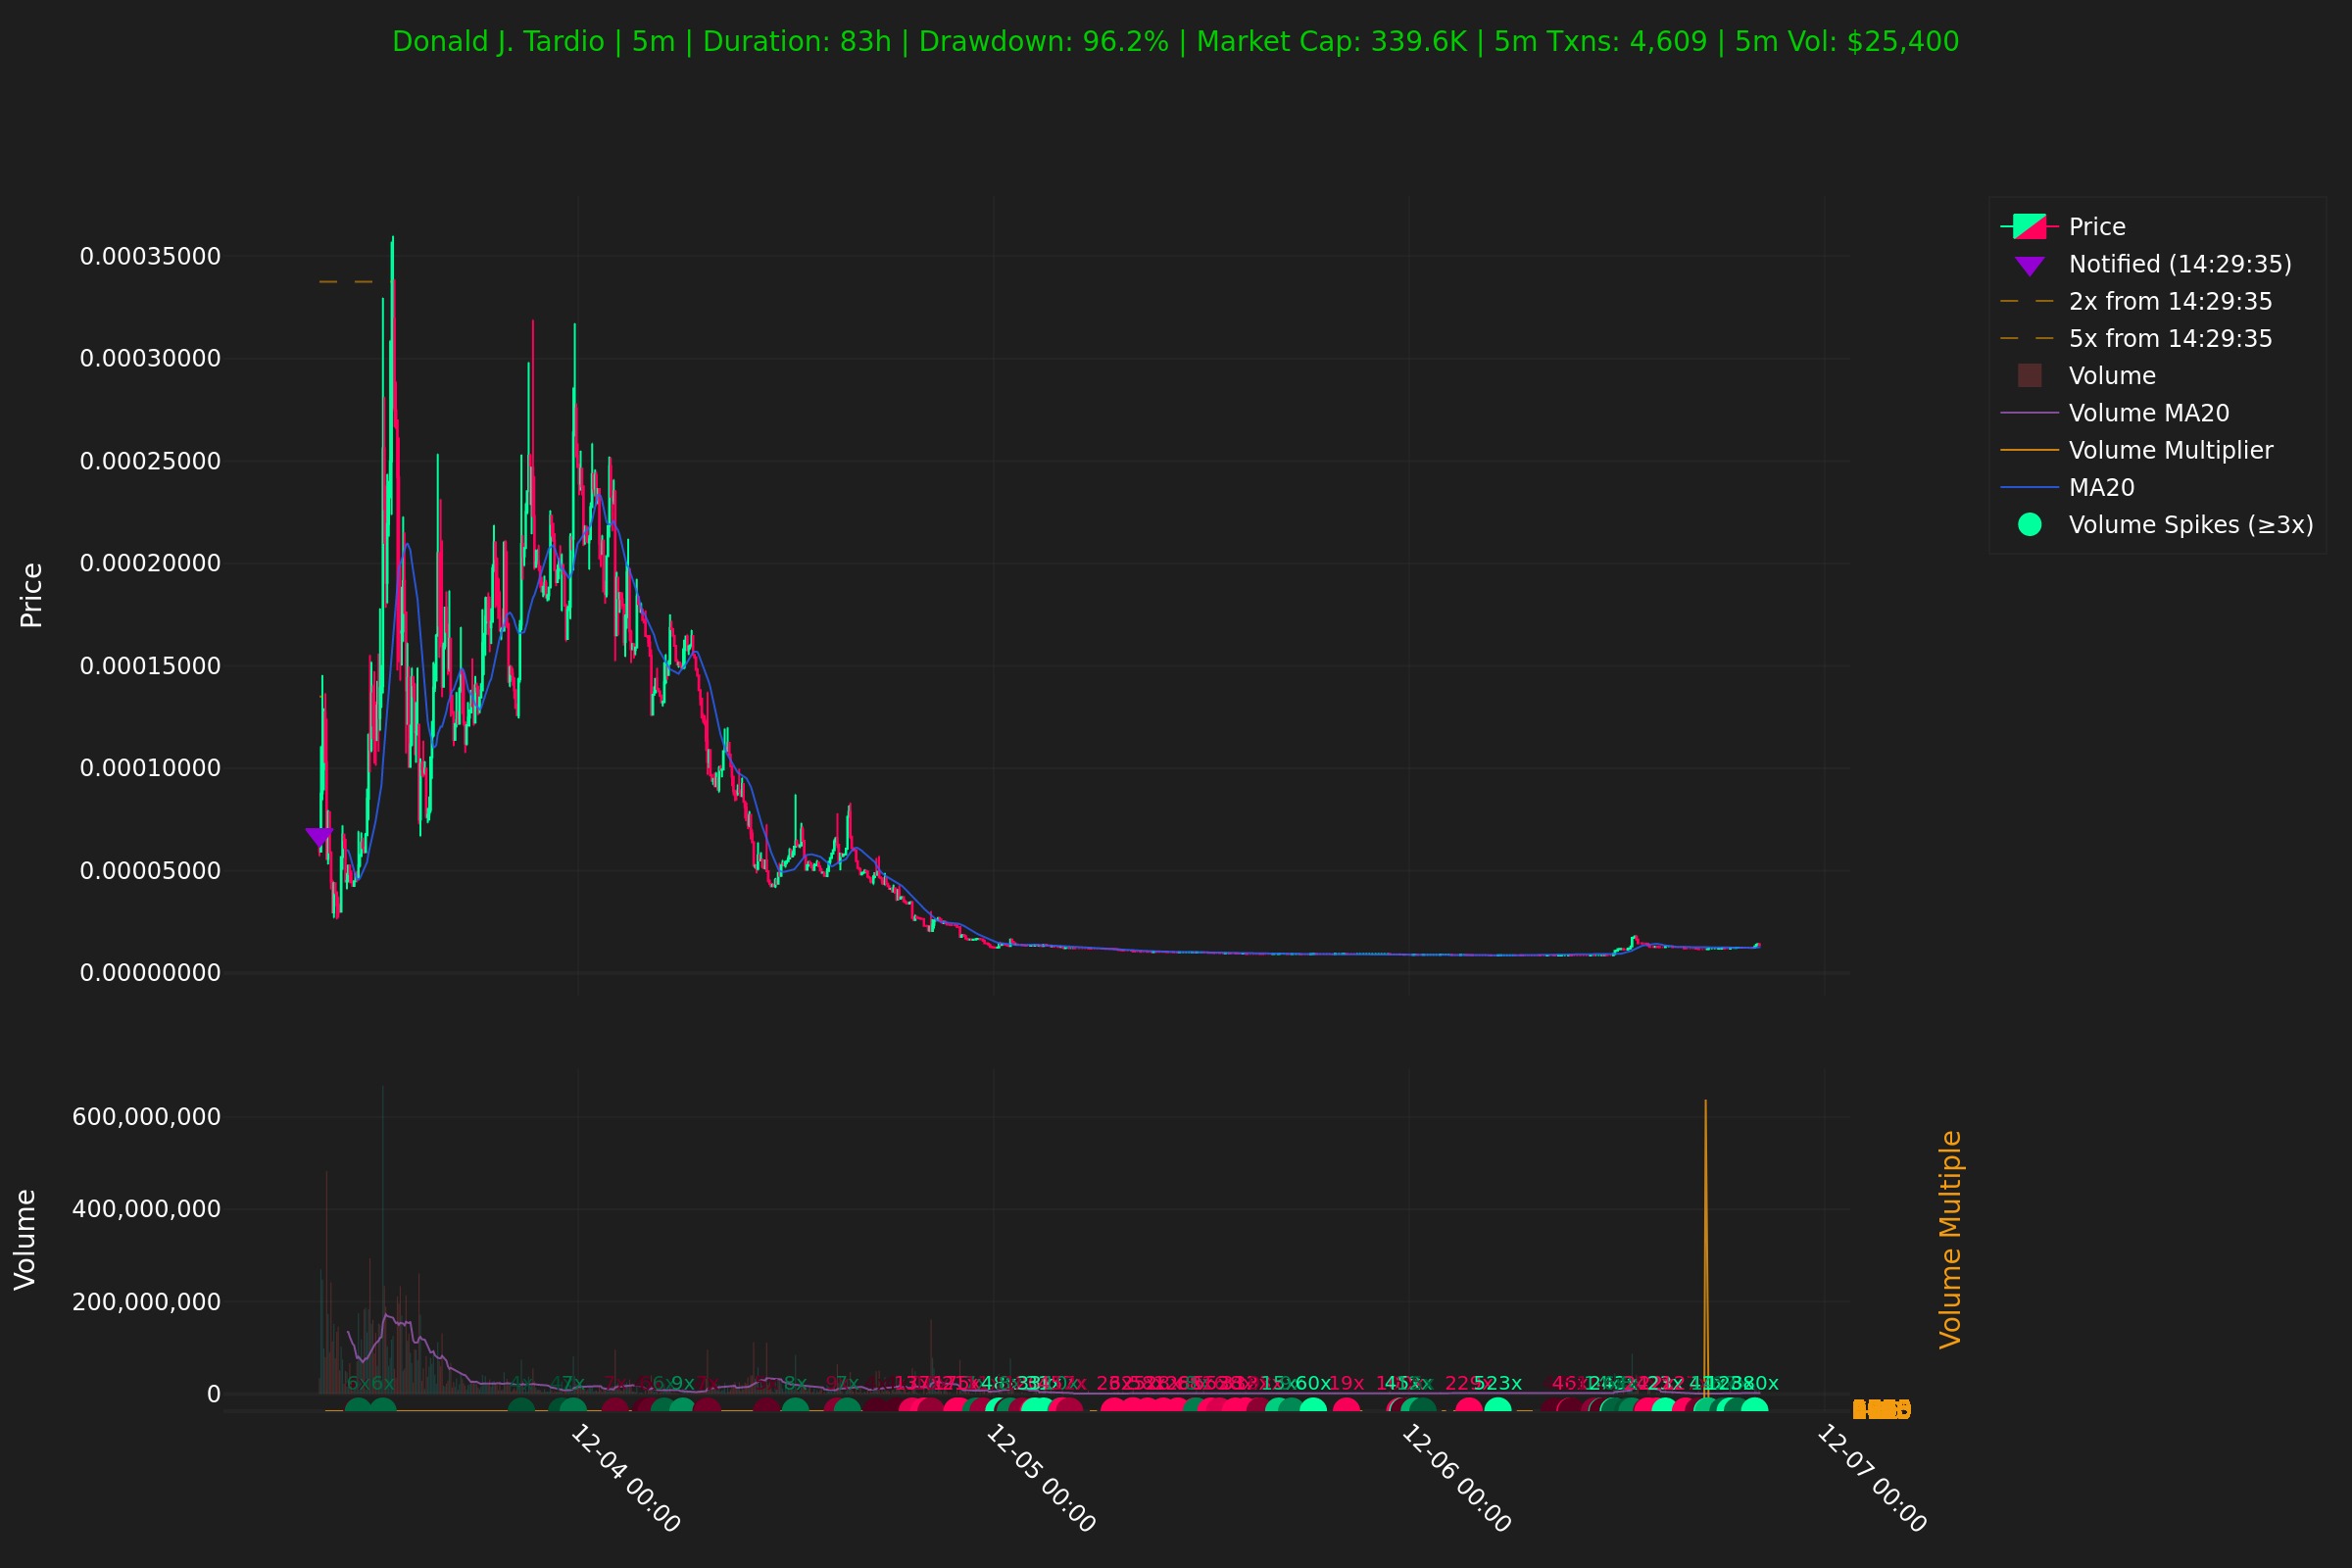 Donald J. Tardio | 5m | Duration: 83h | Drawdown: 96.2% | Market Cap: 339.6K | 5m Txns: 4,609 | 5m Vol: $25,400
Price
0.00035000
0.00030000
0.00025000
0.00020000
0.00015000
0.00010000
0.00005000
0.00000000
Price
Notified (14:29:35)
2x from 14:29:35
5x from 14:29:35
Volume
Volume MA20
Volume Multiplier
MA20
Volume Spikes (≥3x)
Volume
600,000,000
400,000,000
200,000,000
0
Volume Multiple
6x 6x 7x 9x 8x 7x 60x 19x 229x 523x
12-04 00:00
12-05 00:00
12-06 00:00
12-07 00:00